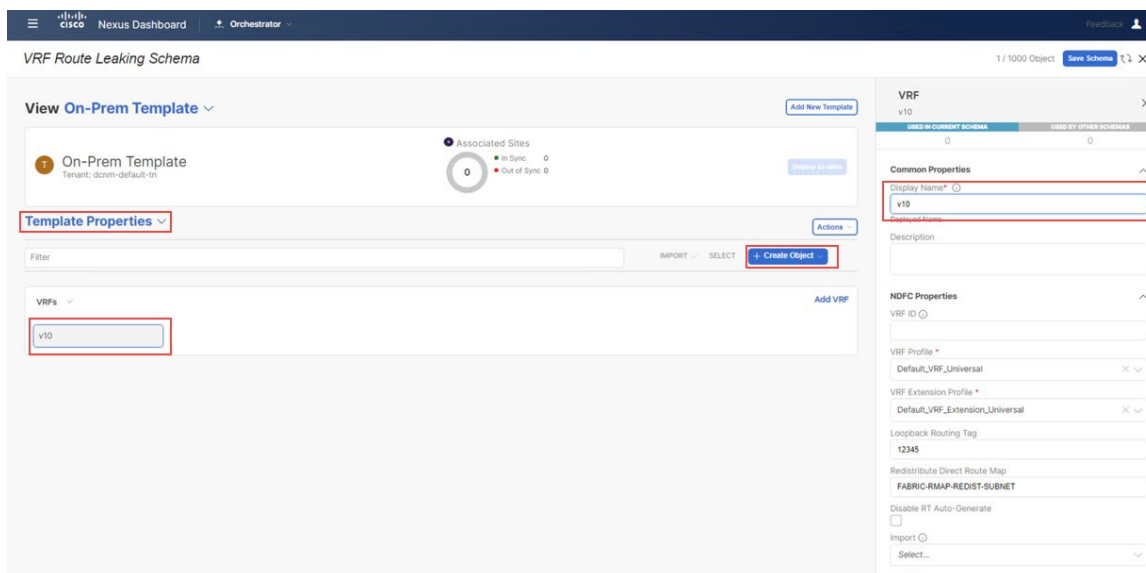 cisco Nexus Dashboard Orchestrator Feedback
VRF Route Leaking Schema 1 / 1000 Object Save Schema
View On-Prem Template Add New Template
On-Prem Template
T
Tenant: dcnm-default-tn
Associated Sites
0
In Sync 0
Out of Sync 0
Deploy to sites
Template Properties
Actions
Filter IMPORT SELECT + Create Object
VRFs Add VRF
v10
VRF
v10
USED IN CURRENT SCHEMA USED BY OTHER SCHEMAS
0 0
Common Properties
Display Name*
v10
Deployed Name
Description
NDFC Properties
VRF ID
VRF Profile *
Default_VRF_Universal
VRF Extension Profile *
Default_VRF_Extension_Universal
Loopback Routing Tag
12345
Redistribute Direct Route Map
FABRIC-RMAP-REDIST-SUBNET
Disable RT Auto-Generate
Import
Select...